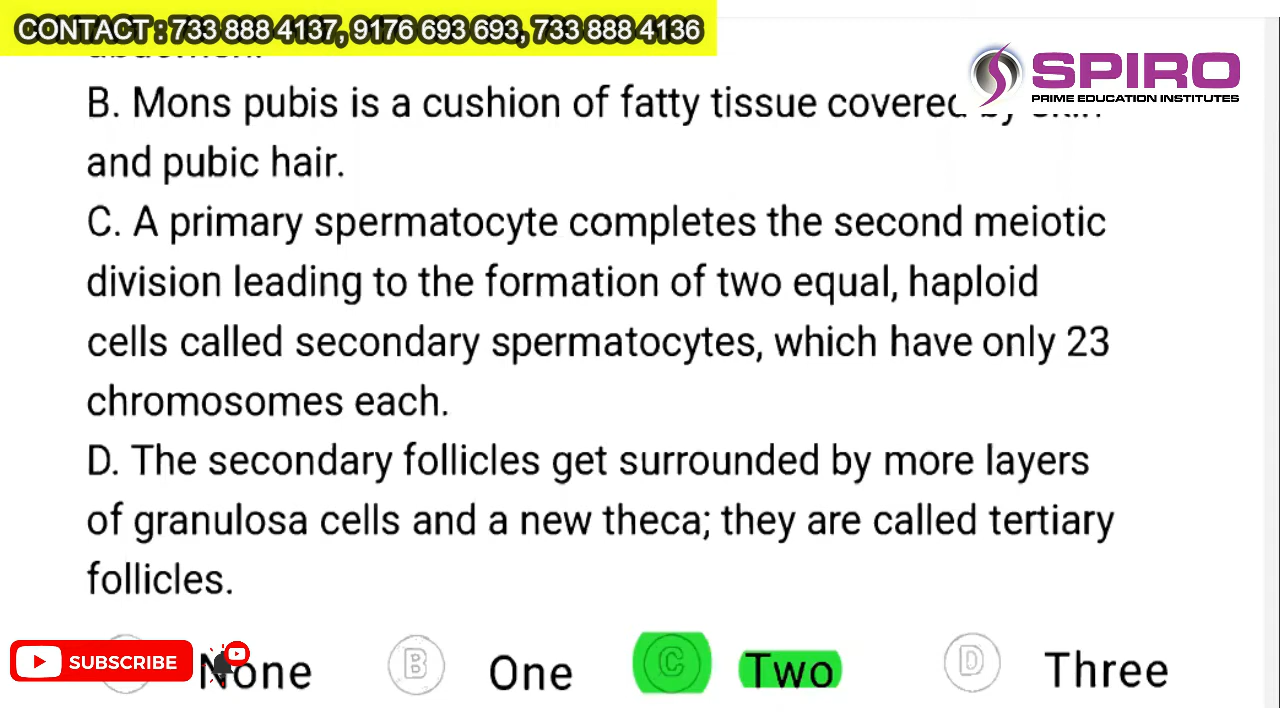 CONTACT : 733 888 4137, 9176 693 693, 733 888 4136
SPIRO
PRIME EDUCATION INSTITUTES
B. Mons pubis is a cushion of fatty tissue covered by skin
and pubic hair.
C. A primary spermatocyte completes the second meiotic
division leading to the formation of two equal, haploid
cells called secondary spermatocytes, which have only 23
chromosomes each.
D. The secondary follicles get surrounded by more layers
of granulosa cells and a new theca; they are called tertiary
follicles.
SUBSCRIBE None B One C Two D Three